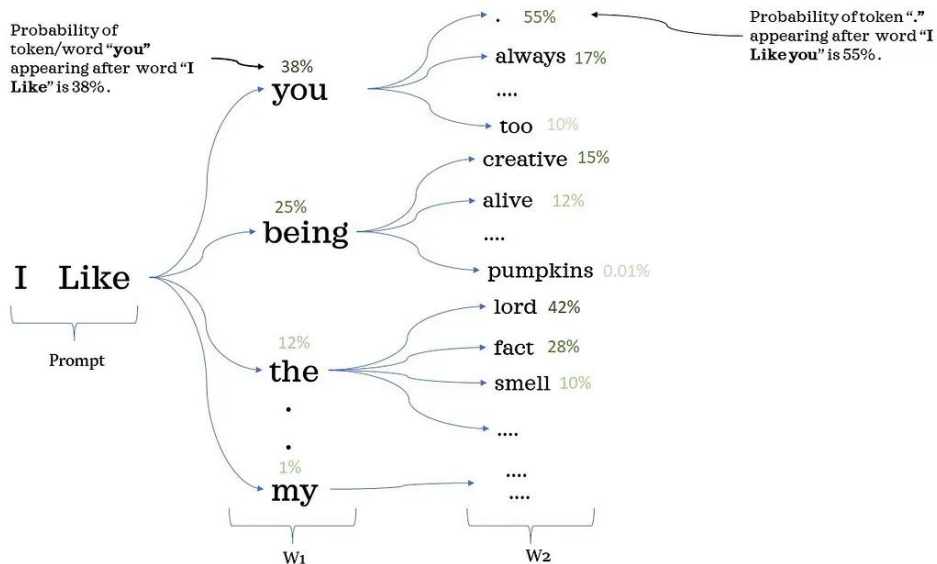 Probability of
token/word “you”
appearing after word “I
Like” is 38%.
38%
you
. 55%
always 17%
....
too 10%
Probability of token “.”
appearing after word “I
Like you” is 55%.
25%
being
creative 15%
alive 12%
....
pumpkins 0.01%
I Like
Prompt
12%
the
lord 42%
fact 28%
smell 10%
....
.
.
1%
my
....
....
W1
W2